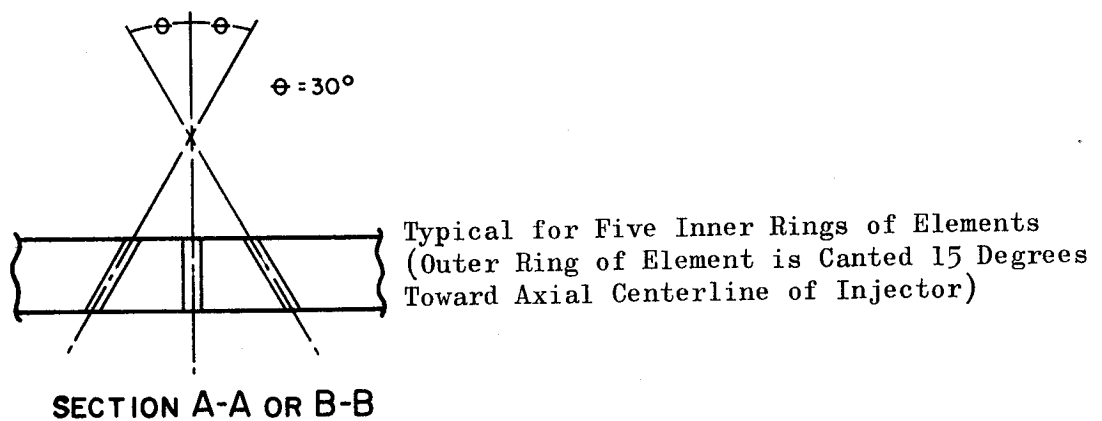 θ θ
θ = 30°
Typical for Five Inner Rings of Elements
(Outer Ring of Element is Canted 15 Degrees
Toward Axial Centerline of Injector)
SECTION A-A OR B-B